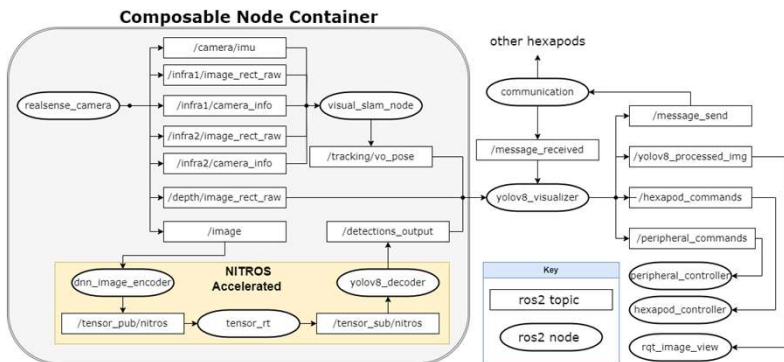 Composable Node Container
/camera/imu
/infra1/image_rect_raw
realsense_camera
/infra1/camera_info
visual_slam_node
/infra2/image_rect_raw
/infra2/camera_info
/tracking/vo_pose
/depth/image_rect_raw
/image
/detections_output
NITROS
Accelerated
dnn_image_encoder
yolov8_decoder
/tensor_pub/nitros
tensor_rt
/tensor_sub/nitros
other hexapods
communication
/message_send
/message_received
/yolov8_processed_img
yolov8_visualizer
/hexapod_commands
/peripheral_commands
Key
ros2 topic
ros2 node
peripheral_controller
hexapod_controller
rqt_image_view